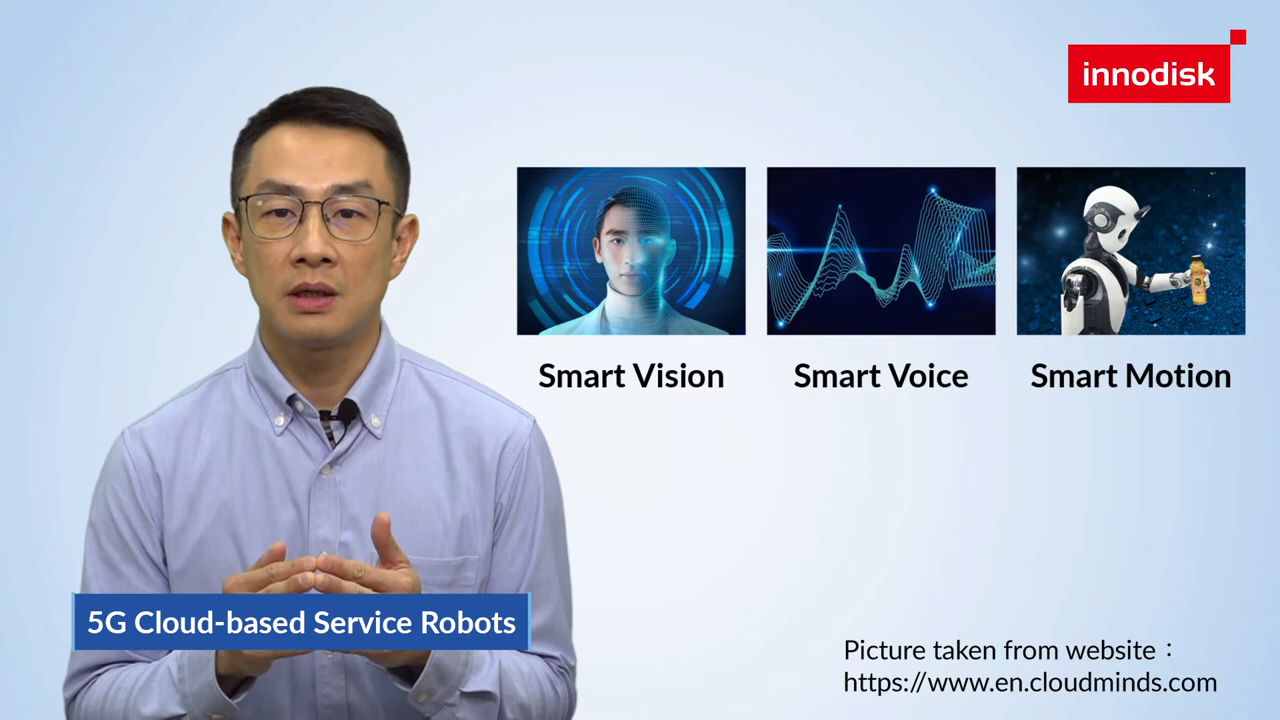 innodisk
Smart Vision
Smart Voice
Smart Motion
5G Cloud-based Service Robots
Picture taken from website：
https://www.en.cloudminds.com